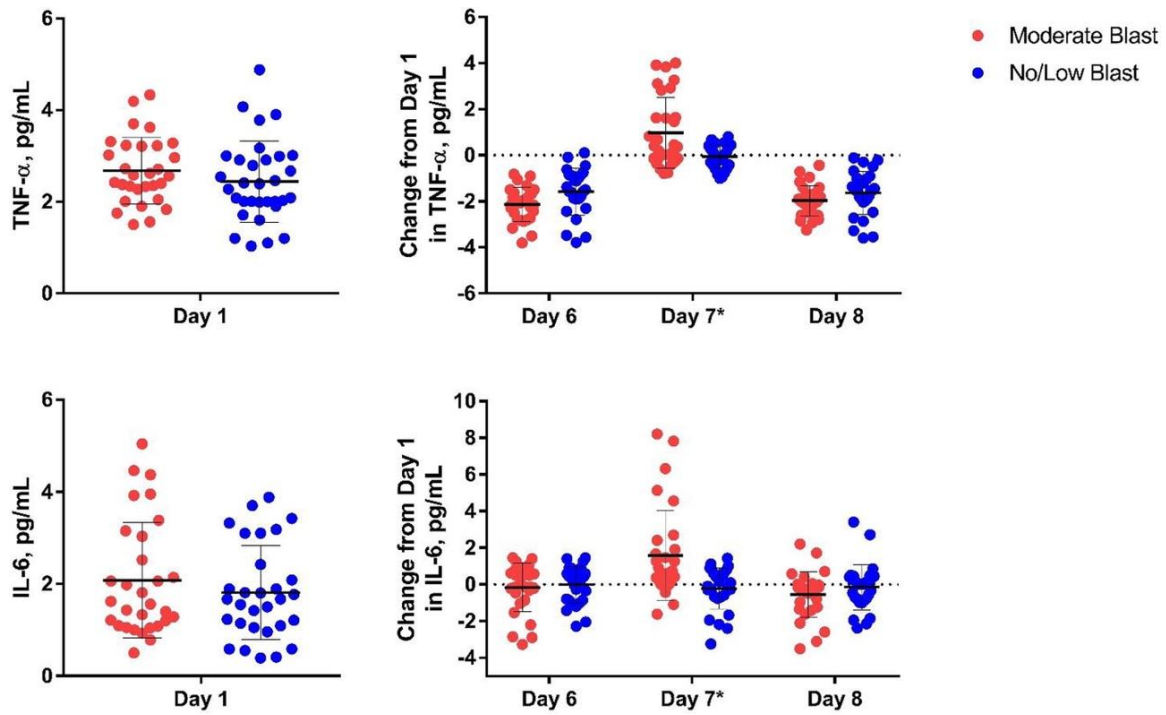 TNF-α, pg/mL
6
4
2
0
Day 1
Change from Day 1
in TNF-α, pg/mL
6
4
2
0
-2
-4
-6
Day 6
Day 7*
Day 8
Moderate Blast
No/Low Blast
IL-6, pg/mL
6
4
2
0
Day 1
Change from Day 1
in IL-6, pg/mL
10
8
6
4
2
0
-2
-4
Day 6
Day 7*
Day 8